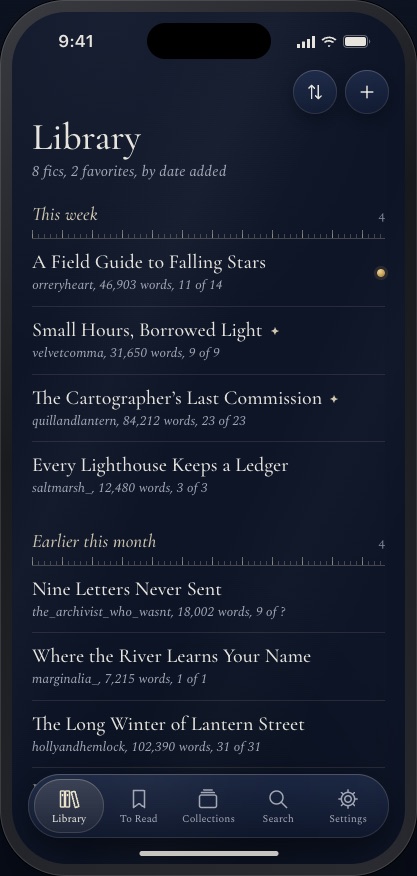 9:41
Library
8 fics, 2 favorites, by date added
This week
4
A Field Guide to Falling Stars
orreryheart, 46,903 words, 11 of 14
Small Hours, Borrowed Light ✦
velvetcomma, 31,650 words, 9 of 9
The Cartographer’s Last Commission ✦
quillandlantern, 84,212 words, 23 of 23
Every Lighthouse Keeps a Ledger
saltmarsh_, 12,480 words, 3 of 3
Earlier this month
4
Nine Letters Never Sent
the_archivist_who_wasnt, 18,002 words, 9 of ?
Where the River Learns Your Name
marginalia_, 7,215 words, 1 of 1
The Long Winter of Lantern Street
hollyandhemlock, 102,390 words, 31 of 31
Library
To Read
Collections
Search
Settings